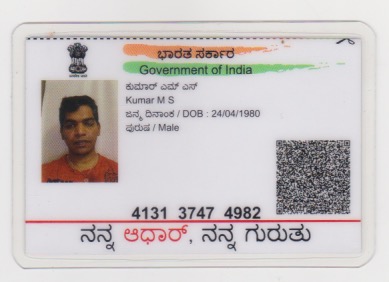 ಭಾರತ ಸರ್ಕಾರ
Government of India
ಕುಮಾರ್ ಎಮ್ ಎಸ್
Kumar M S
ಜನ್ಮ ದಿನಾಂಕ / DOB : 24/04/1980
ಪುರುಷ / Male
4131 3747 4982
ನನ್ನ ಆಧಾರ್, ನನ್ನ ಗುರುತು